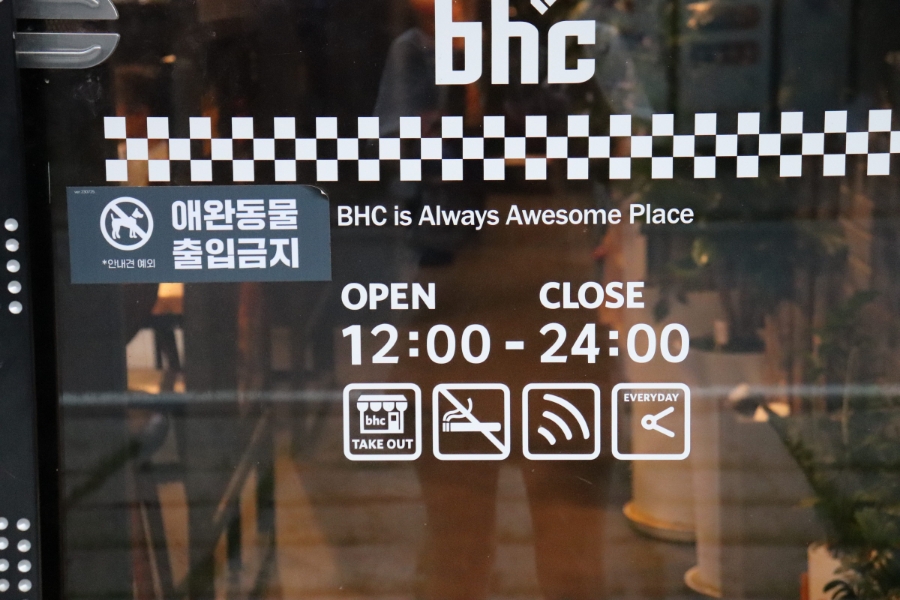 bhc
애완동물
출입금지
*안내견 예외
BHC is Always Awesome Place
OPEN CLOSE
12:00 - 24:00
bhc
TAKE OUT
EVERYDAY